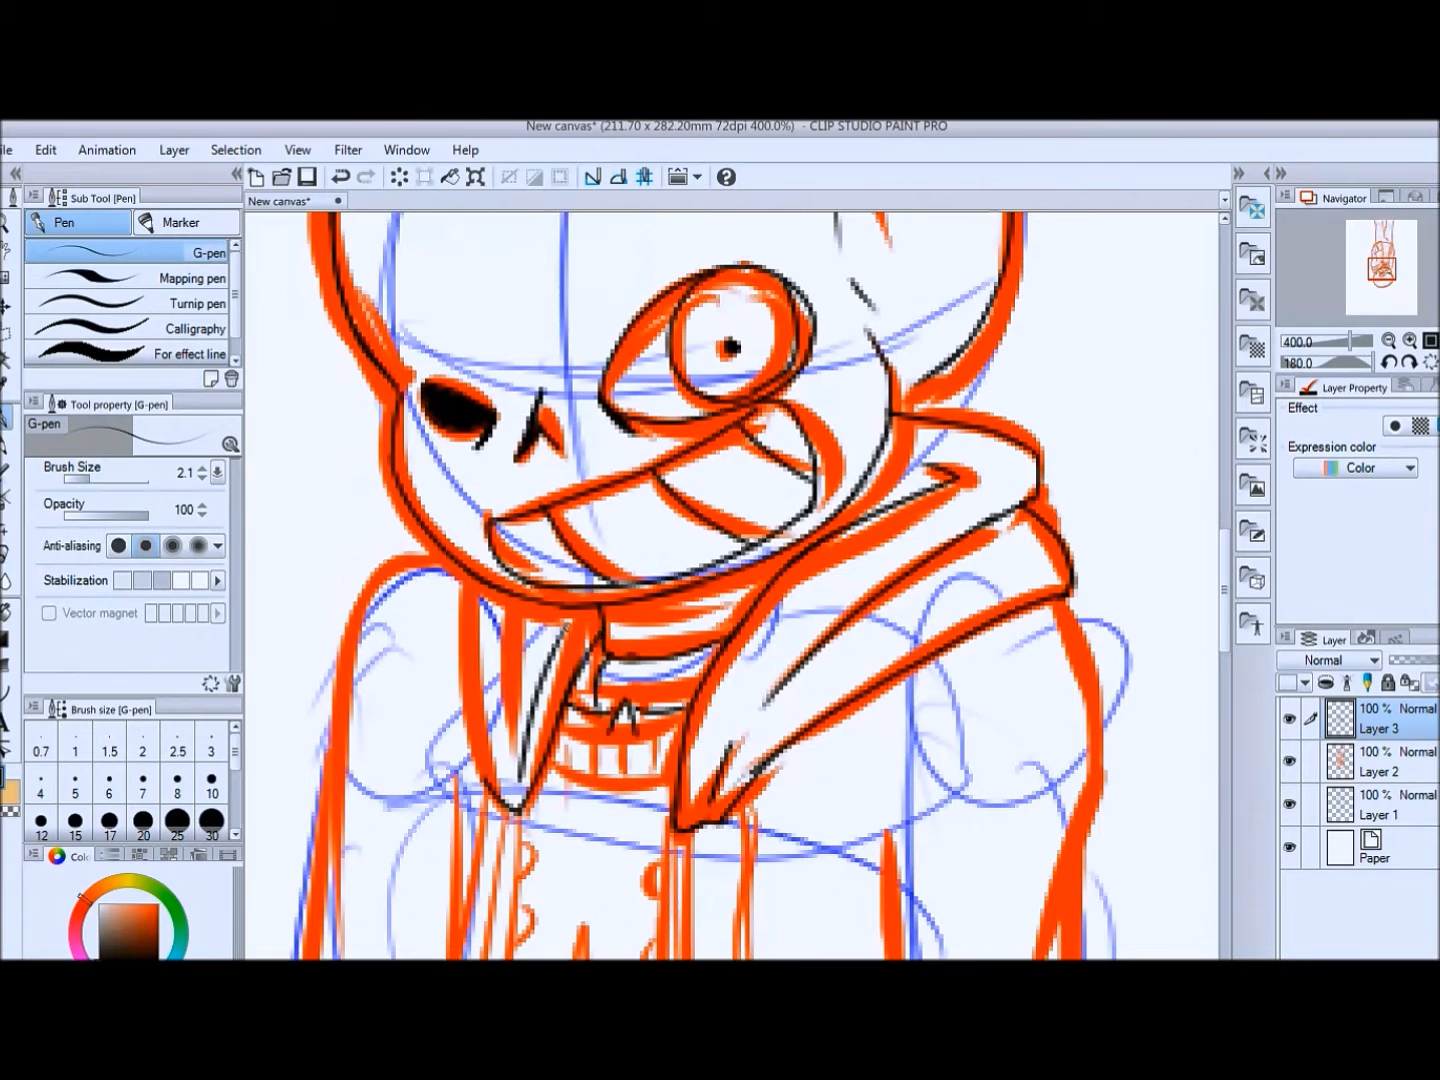 New canvas* (211.70 x 282.20mm 72dpi 400.0%) - CLIP STUDIO PAINT PRO
ile Edit Animation Layer Selection View Filter Window Help
Sub Tool [Pen]
Pen Marker
G-pen
Mapping pen
Turnip pen
Calligraphy
For effect line
Tool property [G-pen]
G-pen
Brush Size 2.1
Opacity 100
Anti-aliasing
Stabilization
Vector magnet
Brush size [G-pen]
0.7 1 1.5 2 2.5 3
4 5 6 7 8 10
12 15 17 20 25 30
Colo
New canvas*
Navigator
400.0
180.0
Layer Property
Effect
Expression color
Color
Layer
Normal
100 % Normal
Layer 3
100 % Normal
Layer 2
100 % Normal
Layer 1
Paper